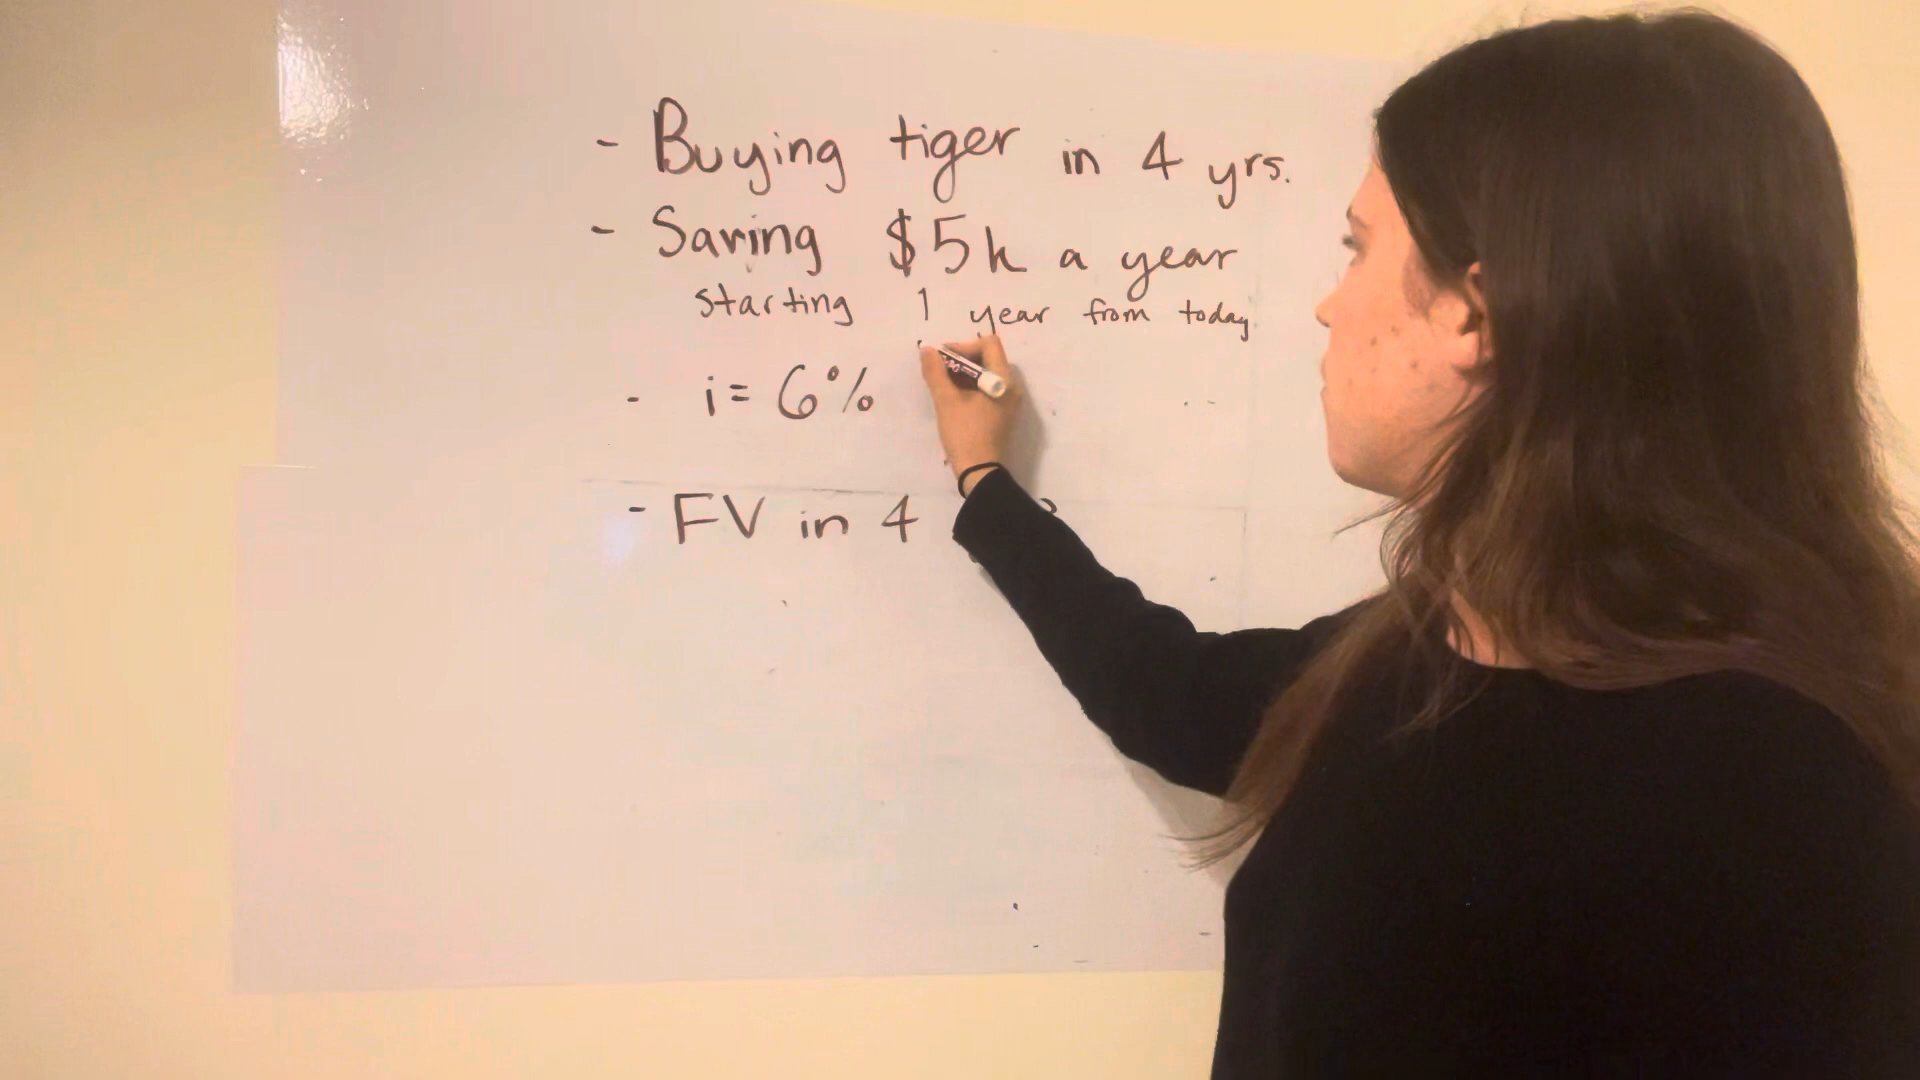 - Buying tiger in 4 yrs.
- Saving $5k a year
starting 1 year from today
- i = 6%
- FV in 4